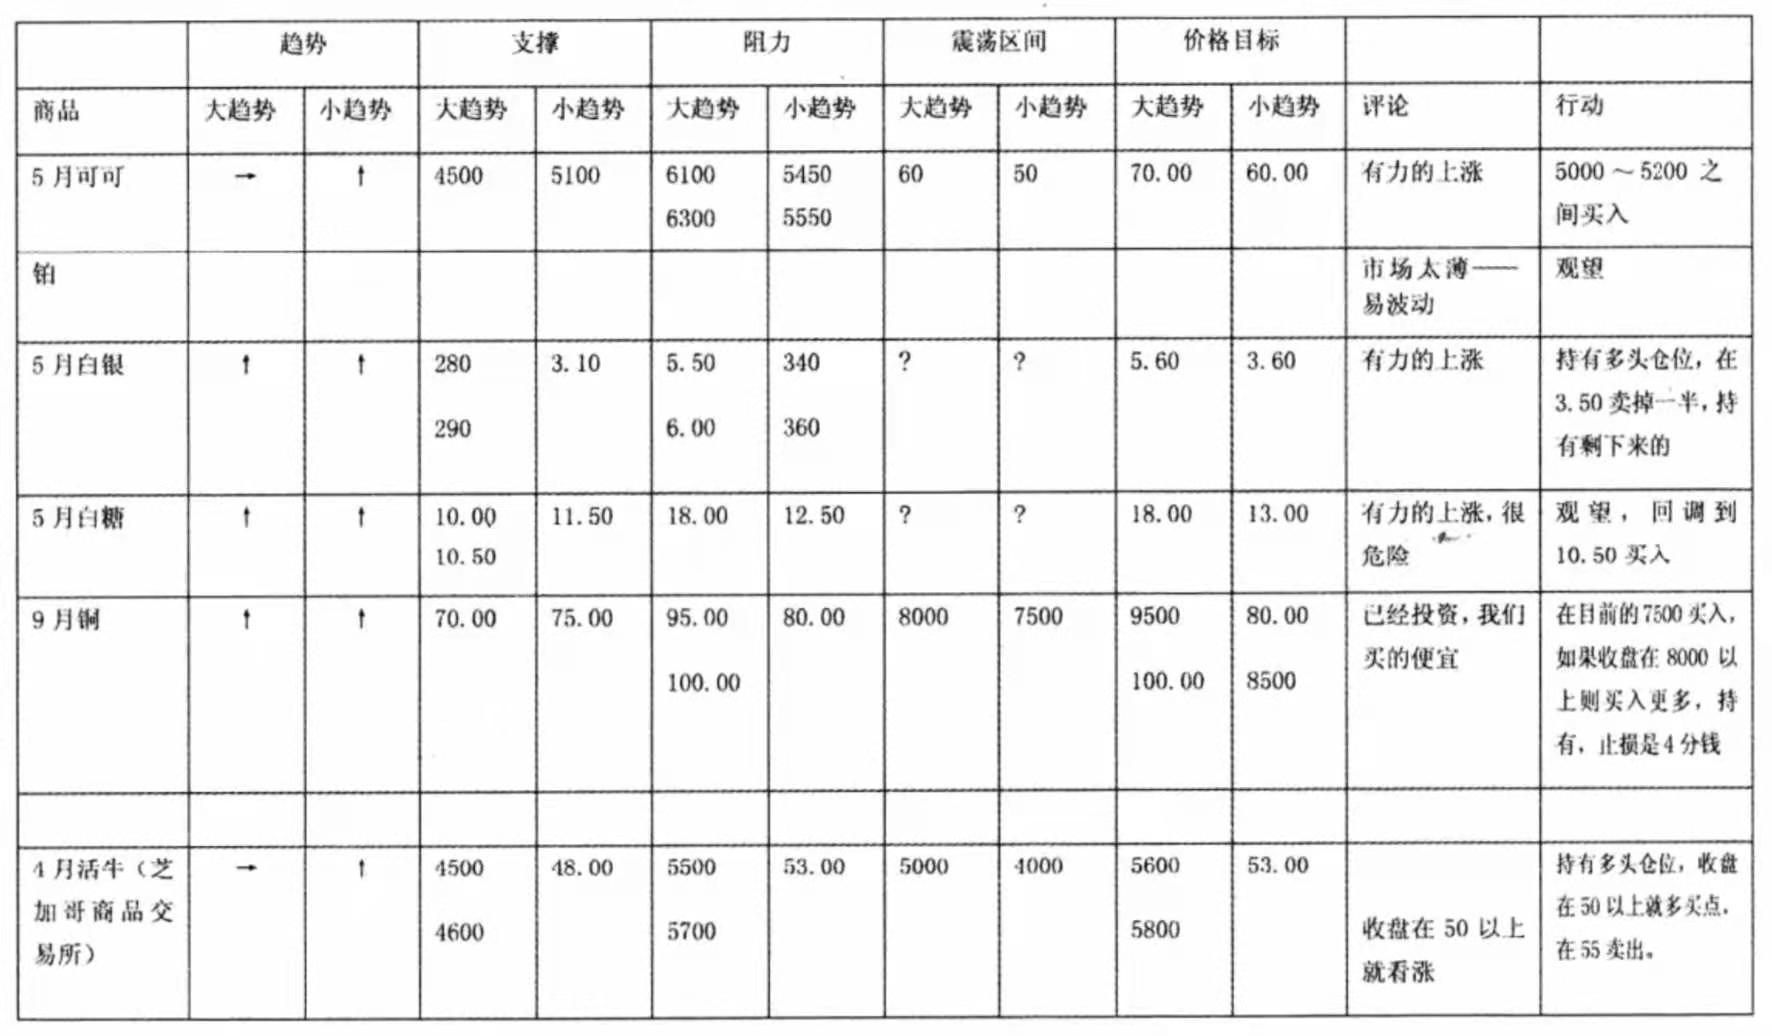 趋势 支撑 阻力 震荡区间 价格目标
商品 大趋势 小趋势 大趋势 小趋势 大趋势 小趋势 大趋势 小趋势 大趋势 小趋势 评论 行动
5月可可 → ↑ 4500 5100 6100 5450 60 50 70.00 60.00 有力的上涨 5000～5200 之
6300 5550 间买入
铂 市场太薄—— 观望
易波动
5月白银 ↑ ↑ 280 3.10 5.50 340 ? ? 5.60 3.60 有力的上涨 持有多头仓位，在
3.50卖掉一半，持
290 6.00 360
有剩下来的
5月白糖 ↑ ↑ 10.00 11.50 18.00 12.50 ? ? 18.00 13.00 有力的上涨，很 观望，回调到
10.50 危险 10.50 买入
9月铜 ↑ ↑ 70.00 75.00 95.00 80.00 8000 7500 9500 80.00 已经投资，我们 在目前的7500买入，
买的便宜 如果收盘在8000 以
100.00 100.00 8500 上则买入更多，持
有，止损是4分钱
4月活牛（芝 → ↑ 4500 48.00 5500 53.00 5000 4000 5600 53.00 持有多头仓位，收盘
加哥商品交 在50以上就多买点，
4600 5700 5800 收盘在 50 以上
易所） 在55卖出。
就看涨